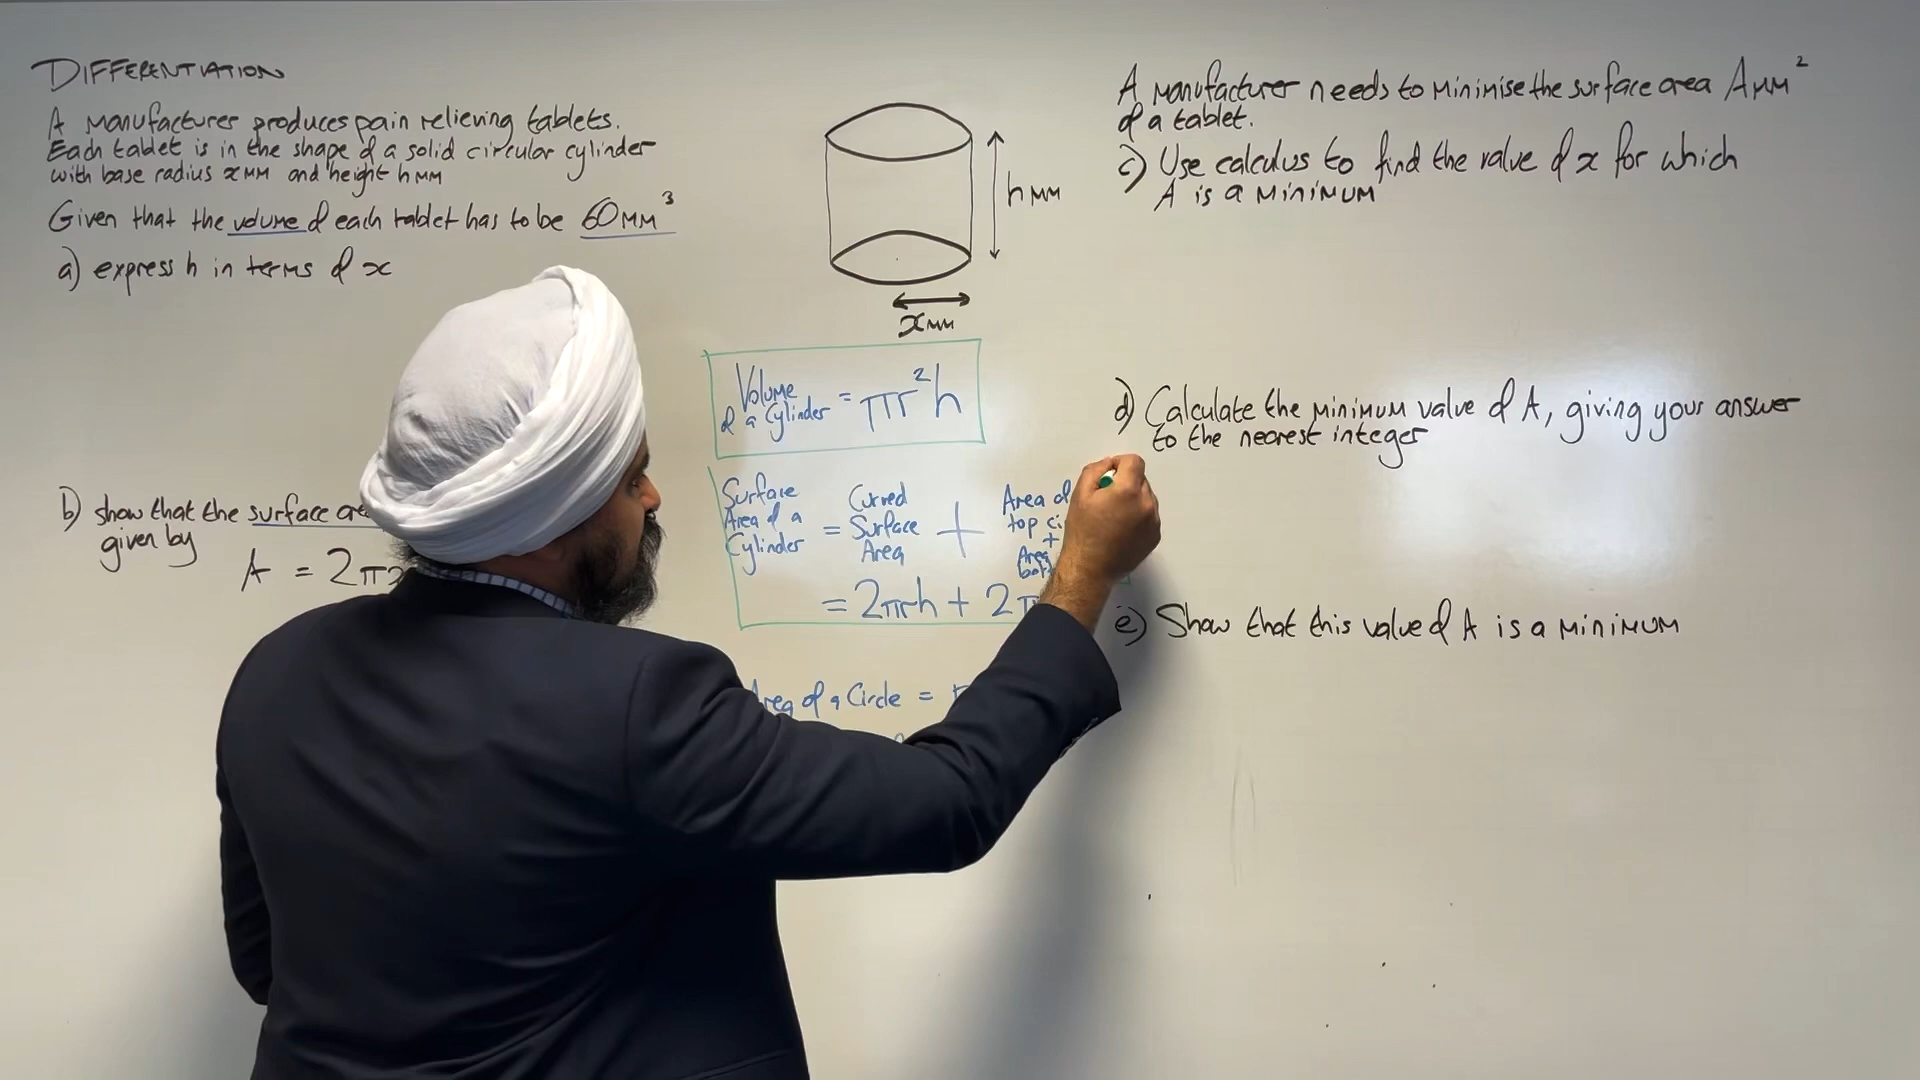 DIFFERENTIATION
A manufacturer produces pain relieving tablets.
Each tablet is in the shape of a solid circular cylinder
with base radius x mm and height h mm
Given that the volume of each tablet has to be 60mm³
a) express h in terms of x
b) show that the surface
given by
A = 2π
h mm
x mm
Volume
of a Cylinder = πr²h
Surface
Area of a
Cylinder
= Curved
Surface
Area
+
Area of
top
+
= 2πrh + 2π
Area of a Circle =
A manufacturer needs to minimise the surface area A mm²
of a tablet.
c) Use calculus to find the value of x for which
A is a minimum
d) Calculate the minimum value of A, giving your answer
to the nearest integer
e) Show that this value of A is a minimum